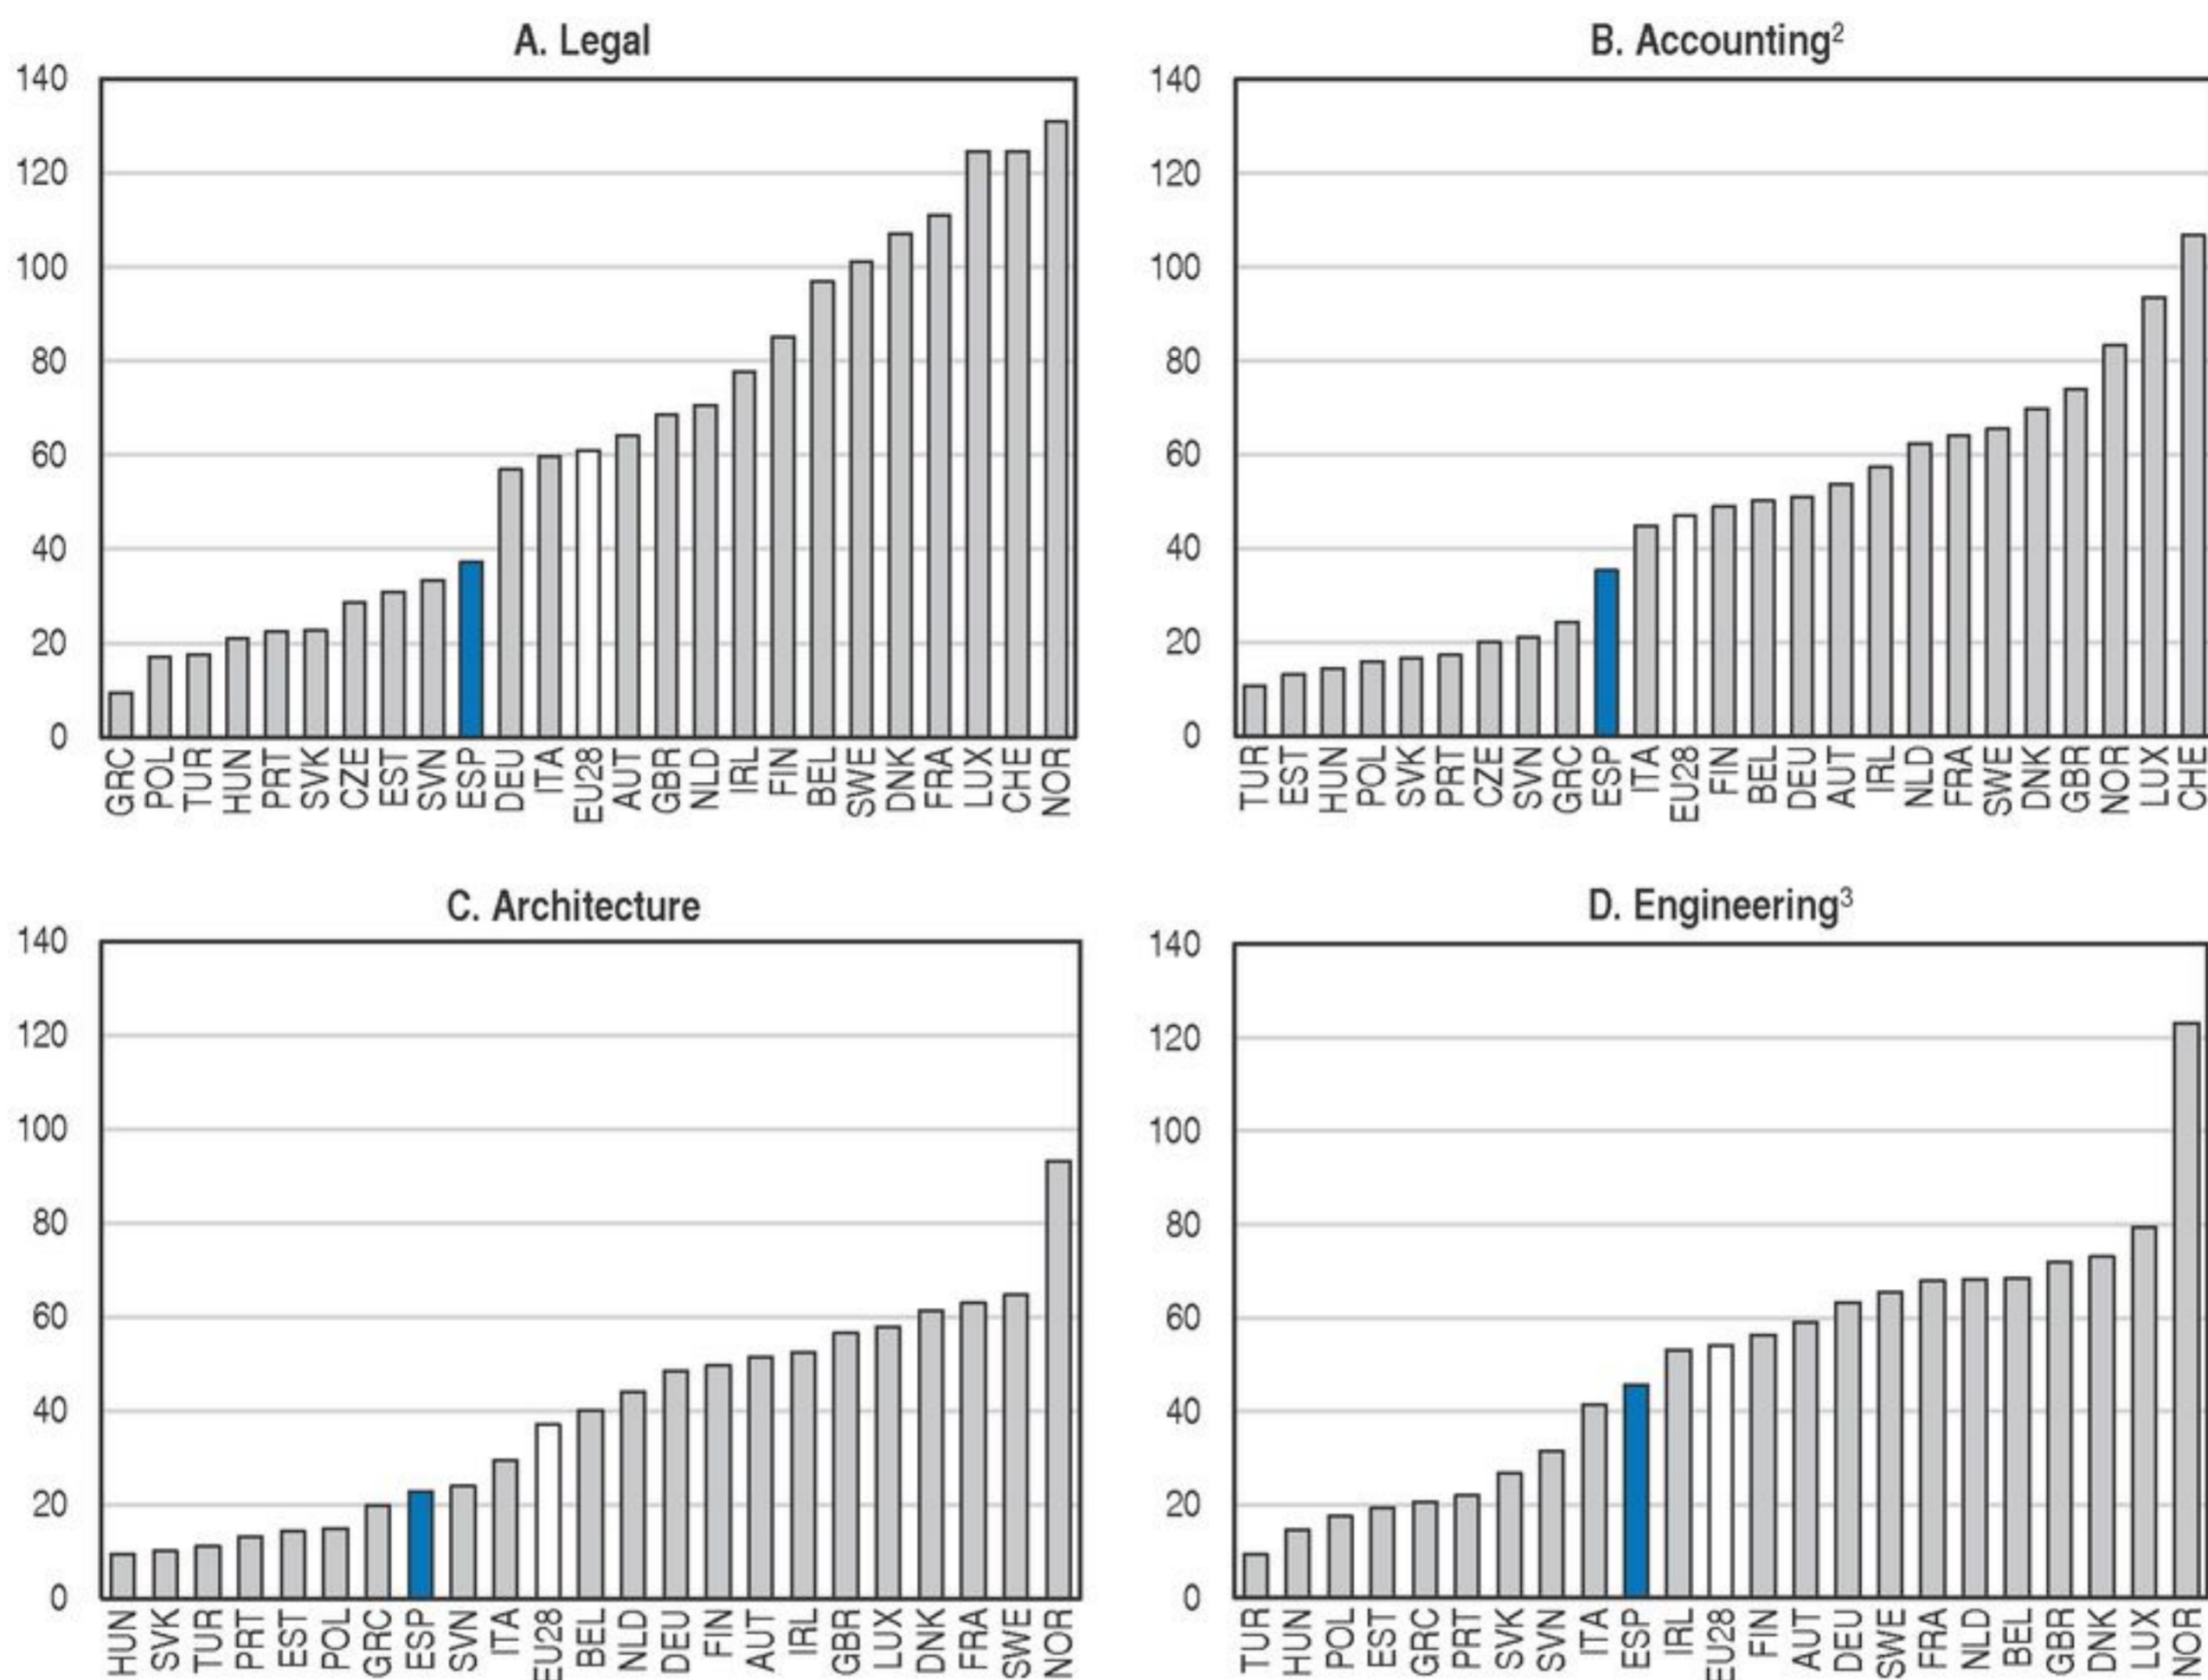 A. Legal
140
120
100
80
60
40
20
0
GRC
POL
TUR
HUN
PRT
SVK
CZE
EST
SVN
ESP
DEU
ITA
EU28
AUT
GBR
NLD
IRL
FIN
BEL
SWE
DNK
FRA
LUX
CHE
NOR
B. Accounting²
140
120
100
80
60
40
20
0
TUR
EST
HUN
POL
SVK
PRT
CZE
SVN
GRC
ESP
ITA
EU28
FIN
BEL
DEU
AUT
IRL
NLD
FRA
SWE
DNK
GBR
NOR
LUX
CHE
C. Architecture
140
120
100
80
60
40
20
0
HUN
SVK
TUR
PRT
EST
POL
GRC
ESP
SVN
ITA
EU28
BEL
NLD
DEU
FIN
AUT
IRL
GBR
LUX
DNK
FRA
SWE
NOR
D. Engineering³
140
120
100
80
60
40
20
0
TUR
HUN
POL
EST
GRC
PRT
SVK
SVN
ITA
ESP
IRL
EU28
FIN
AUT
DEU
SWE
FRA
NLD
BEL
GBR
DNK
LUX
NOR